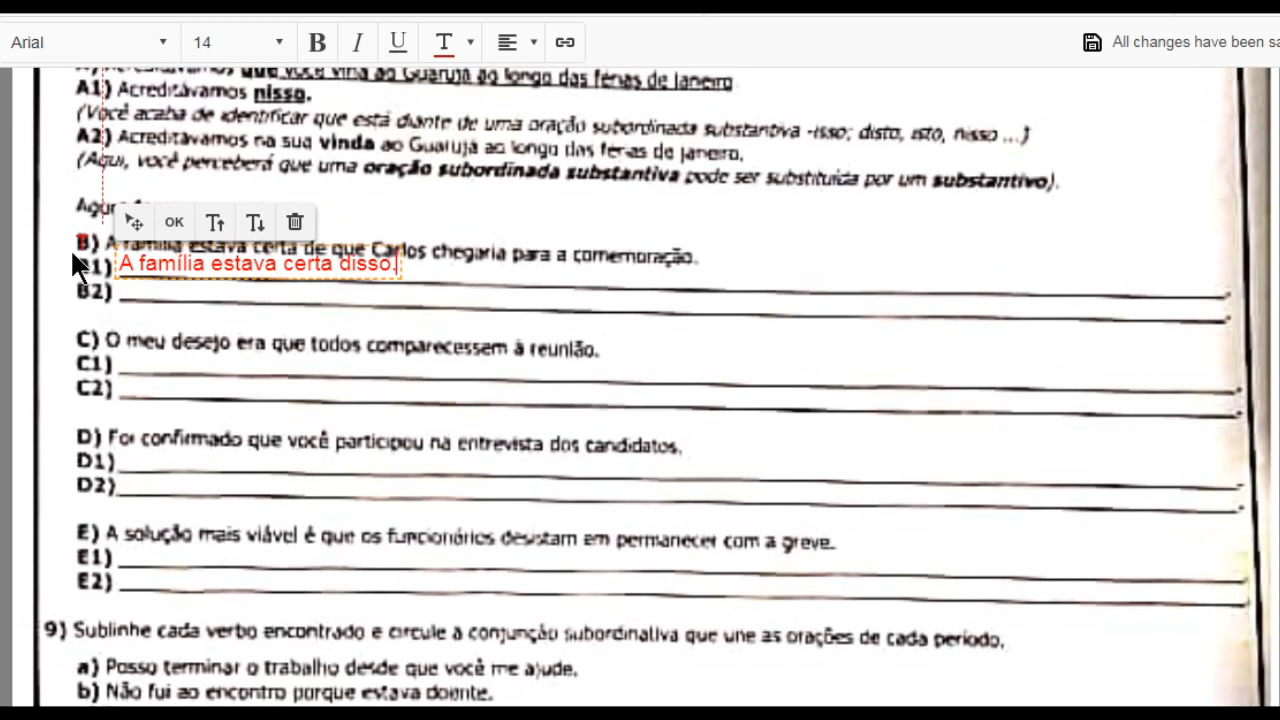 Arial 14 B I U T All changes have been sa
que você viria ao Guarujá ao longo das férias de janeiro
A1) Acreditávamos nisso.
(Você acaba de identificar que está diante de uma oração subordinada substantiva -isso; disto, isto, nisso ...)
A2) Acreditávamos na sua vinda ao Guarujá ao longo das férias de janeiro.
(Aqui, você perceberá que uma oração subordinada substantiva pode ser substituída por um substantivo).
OK
B) A família estava certa de que Carlos chegaria para a comemoração.
A família estava certa disso.
B2)
C) O meu desejo era que todos comparecessem à reunião.
C1)
C2)
D) Foi confirmado que você participou na entrevista dos candidatos.
D1)
D2)
E) A solução mais viável é que os funcionários desistam em permanecer com a greve.
E1)
E2)
9) Sublinhe cada verbo encontrado e circule a conjunção subordinativa que une as orações de cada período.
a) Posso terminar o trabalho desde que você me ajude.
b) Não fui ao encontro porque estava doente.